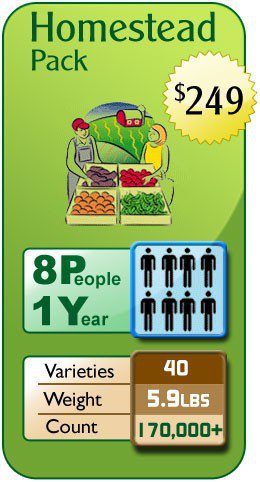 Homestead
Pack
$249
8People
1Year
Varieties 40
Weight 5.9LBS
Count 170,000+